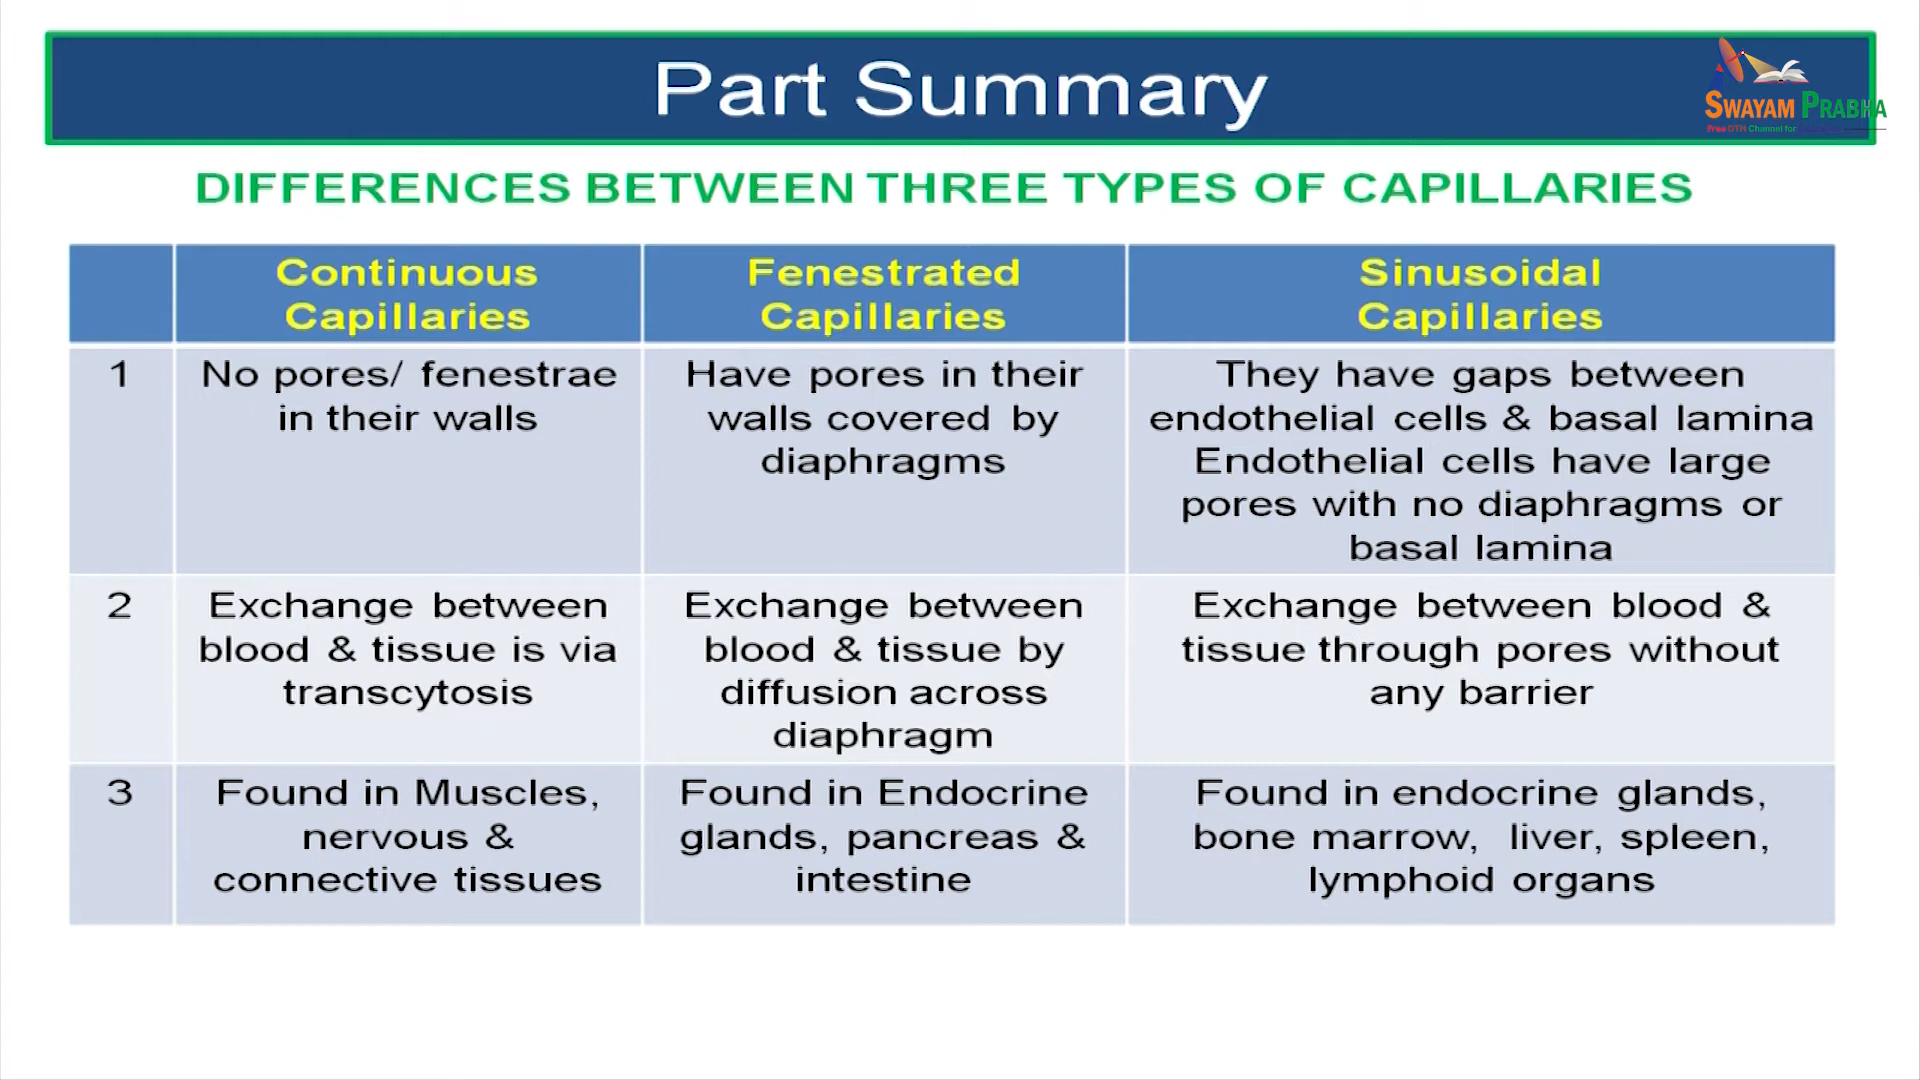 Part Summary
SWAYAM PRABHA
Free DTH Channel for
DIFFERENCES BETWEEN THREE TYPES OF CAPILLARIES
Continuous
Capillaries
Fenestrated
Capillaries
Sinusoidal
Capillaries
1
No pores/ fenestrae
in their walls
Have pores in their
walls covered by
diaphragms
They have gaps between
endothelial cells & basal lamina
Endothelial cells have large
pores with no diaphragms or
basal lamina
2
Exchange between
blood & tissue is via
transcytosis
Exchange between
blood & tissue by
diffusion across
diaphragm
Exchange between blood &
tissue through pores without
any barrier
3
Found in Muscles,
nervous &
connective tissues
Found in Endocrine
glands, pancreas &
intestine
Found in endocrine glands,
bone marrow, liver, spleen,
lymphoid organs